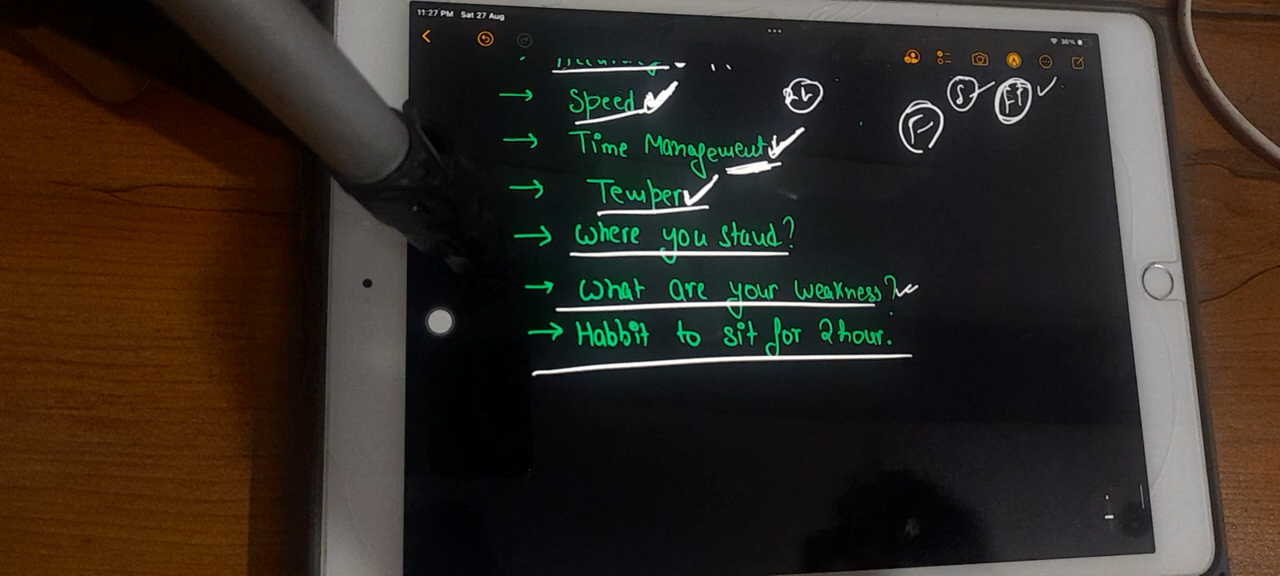 11:27 PM Sat 27 Aug
36%
→ Speed
→ Time Management
→ Temper
→ Where you stand?
→ What are your weakness?
→ Habbit to sit for 2 hour.